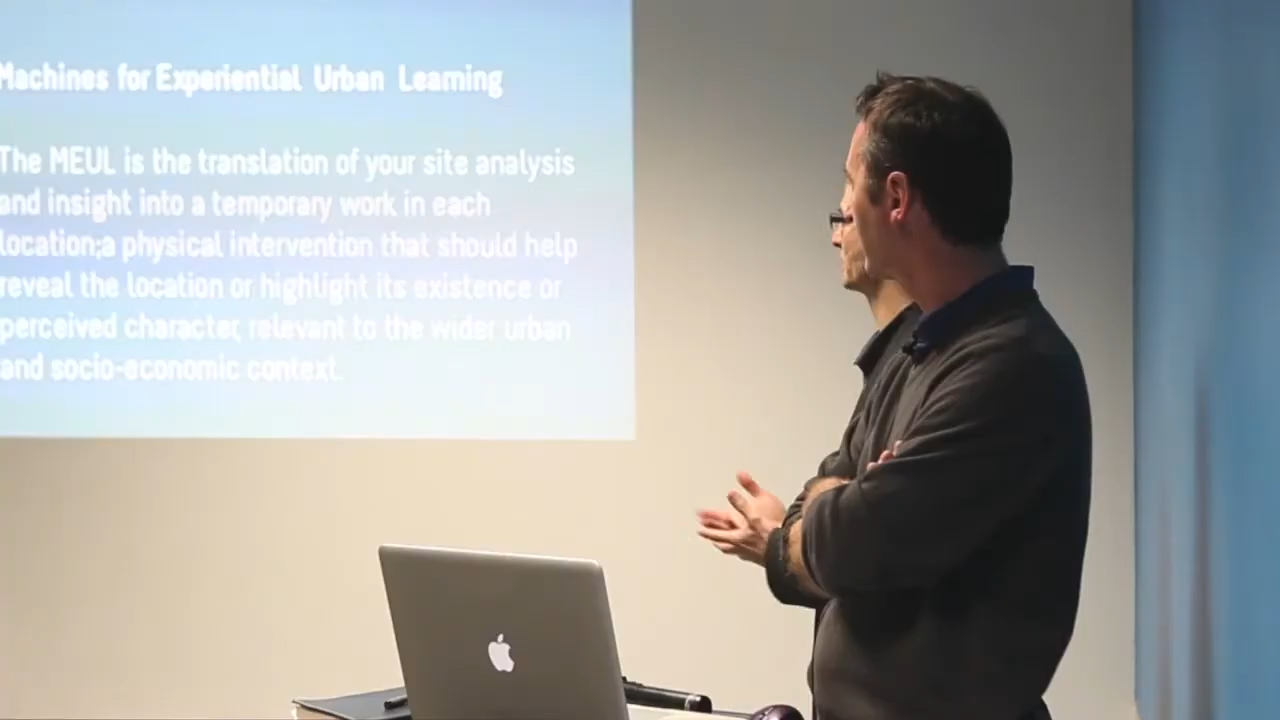 Machines for Experiential Urban Learning
The MEUL is the translation of your site analysis
and insight into a temporary work in each
location;a physical intervention that should help
reveal the location or highlight its existence or
perceived character, relevant to the wider urban
and socio-economic context.